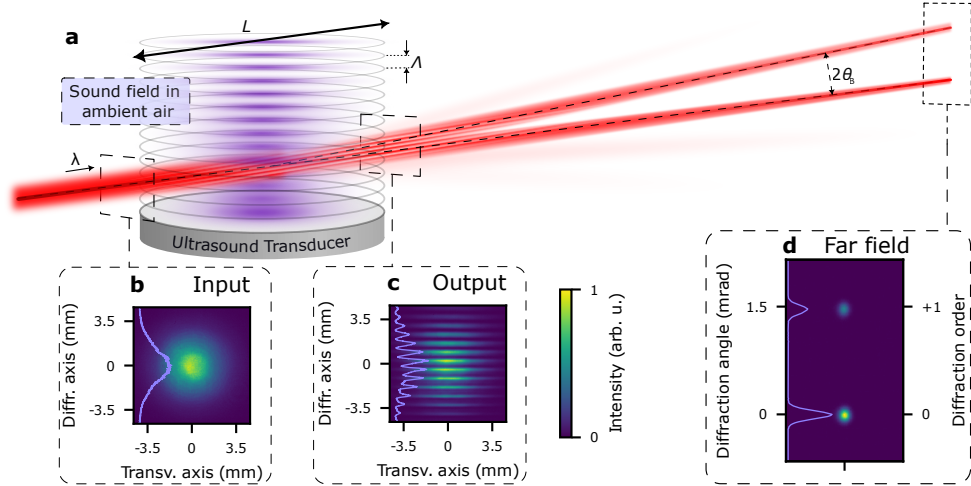 a
L
Λ
Sound field in
ambient air
λ
2θB
Ultrasound Transducer
b Input
Diffr. axis (mm)
3.5
0
-3.5
-3.5 0 3.5
Transv. axis (mm)
c Output
Diffr. axis (mm)
3.5
0
-3.5
-3.5 0 3.5
Transv. axis (mm)
1
0
Intensity (arb. u.)
d Far field
Diffraction angle (mrad)
1.5
0
+1
0
Diffraction order